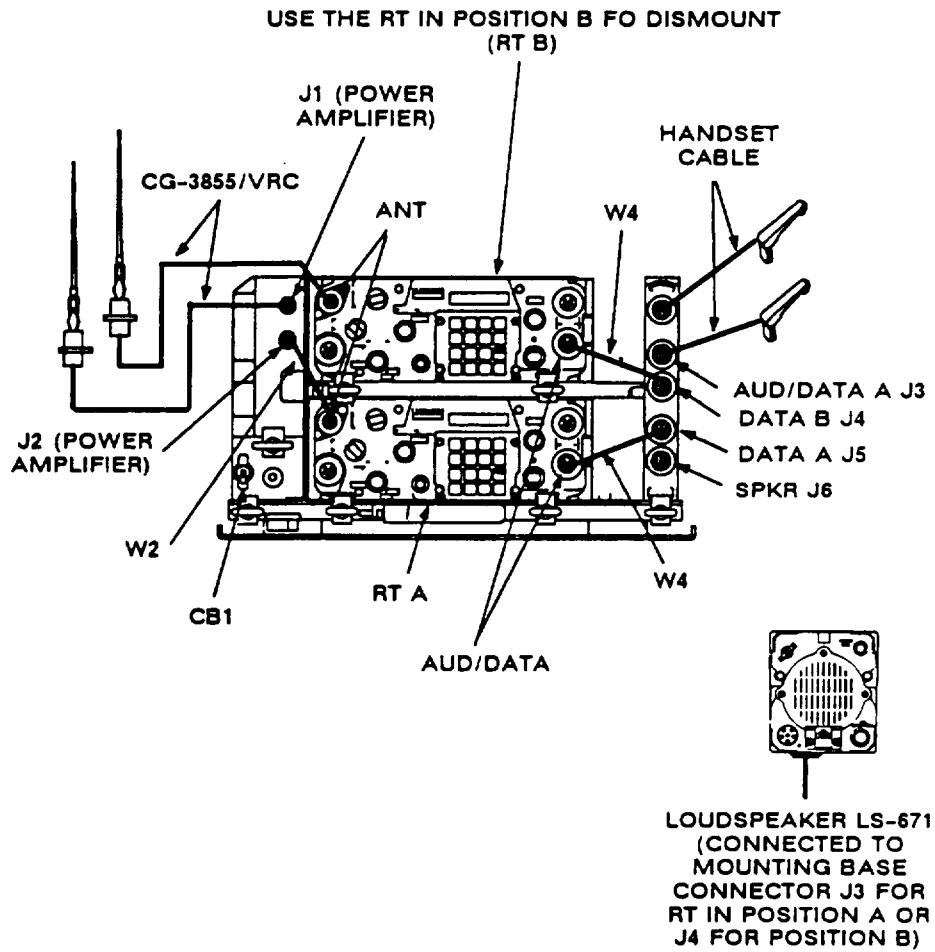 USE THE RT IN POSITION B FO DISMOUNT
(RT B)
J1 (POWER
AMPLIFIER)
HANDSET
CABLE
CG-3855/VRC
ANT
W4
AUD/DATA A J3
DATA B J4
J2 (POWER
AMPLIFIER)
DATA A J5
SPKR J6
W2
RT A
W4
CB1
AUD/DATA
LOUDSPEAKER LS-671
(CONNECTED TO
MOUNTING BASE
CONNECTOR J3 FOR
RT IN POSITION A OR
J4 FOR POSITION B)